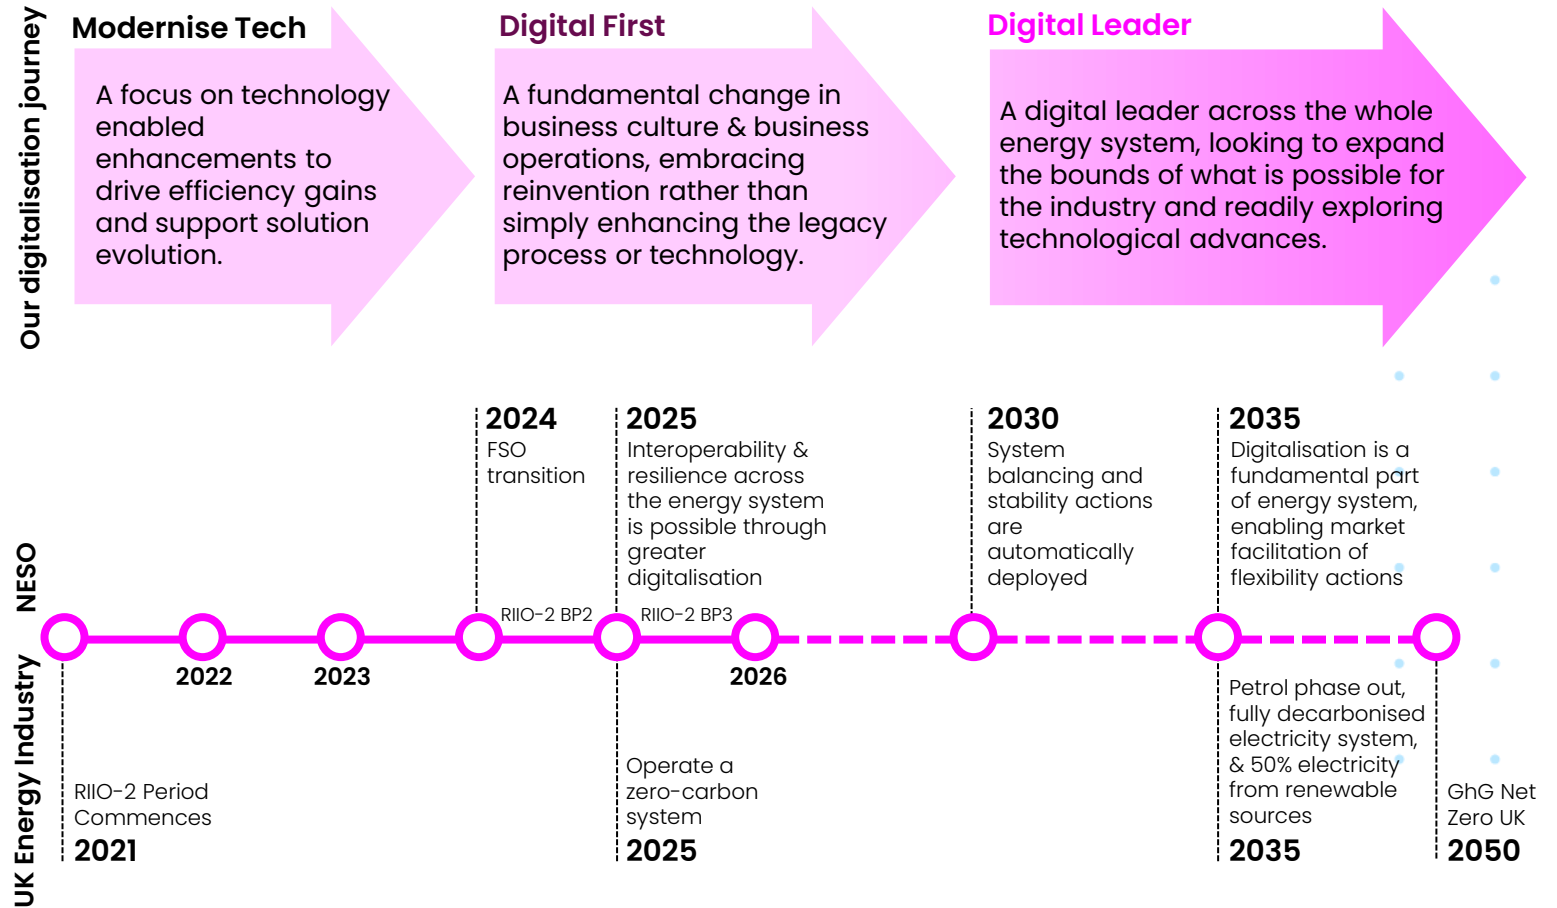 Our digitalisation journey
Modernise Tech
A focus on technology
enabled
enhancements to
drive efficiency gains
and support solution
evolution.
Digital First
A fundamental change in
business culture & business
operations, embracing
reinvention rather than
simply enhancing the legacy
process or technology.
Digital Leader
A digital leader across the whole
energy system, looking to expand
the bounds of what is possible for
the industry and readily exploring
technological advances.
NESO
2024
FSO
transition
2025
Interoperability &
resilience across
the energy system
is possible through
greater
digitalisation
2030
System
balancing and
stability actions
are
automatically
deployed
2035
Digitalisation is a
fundamental part
of energy system,
enabling market
facilitation of
flexibility actions
RIIO-2 BP2
RIIO-2 BP3
2022
2023
2026
UK Energy Industry
RIIO-2 Period
Commences
2021
Operate a
zero-carbon
system
2025
Petrol phase out,
fully decarbonised
electricity system,
& 50% electricity
from renewable
sources
2035
GhG Net
Zero UK
2050